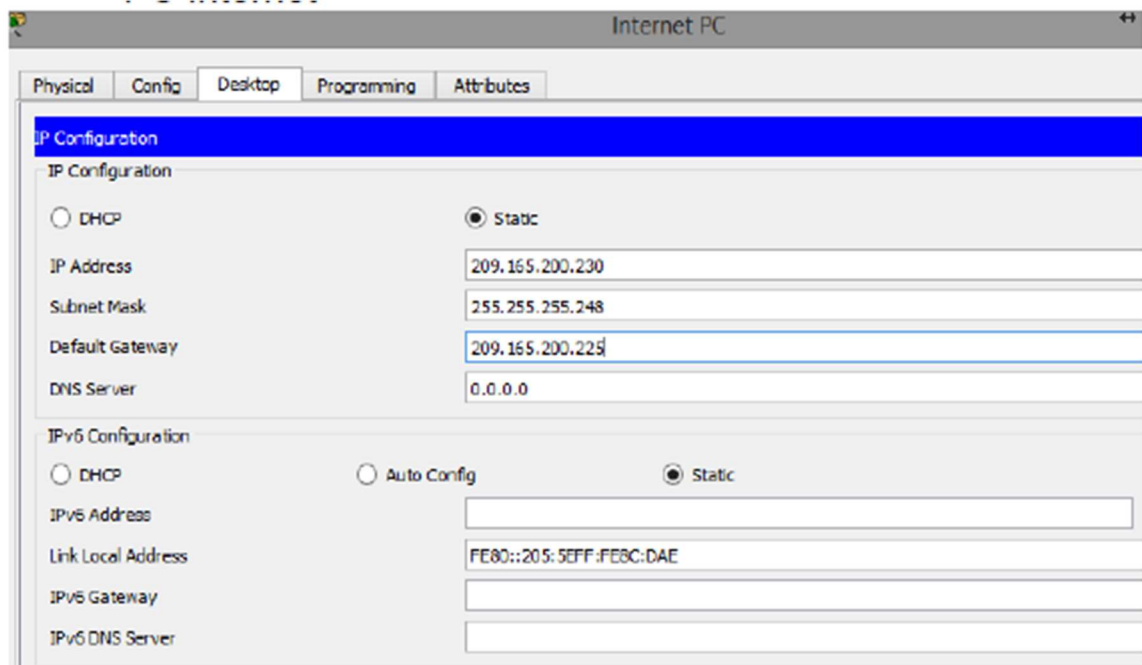 Internet PC
Physical Config Desktop Programming Attributes
IP Configuration
IP Configuration
DHCP Static
IP Address 209.165.200.230
Subnet Mask 255.255.255.248
Default Gateway 209.165.200.225
DNS Server 0.0.0.0
IPv6 Configuration
DHCP Auto Config Static
IPv6 Address
Link Local Address FE80::205:5EFF:FE8C:DAE
IPv6 Gateway
IPv6 DNS Server